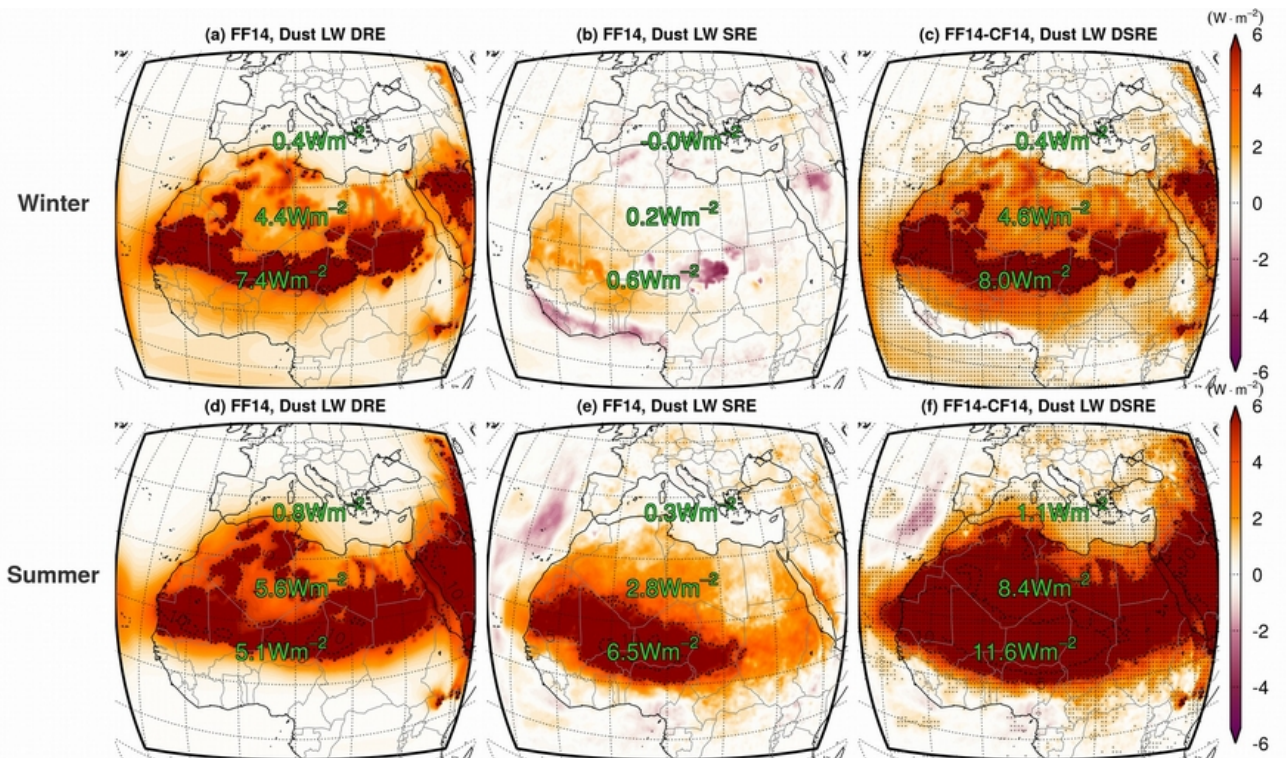 (W · m⁻²)
(a) FF14, Dust LW DRE
(b) FF14, Dust LW SRE
(c) FF14-CF14, Dust LW DSRE
6
4
2
0
-2
-4
-6
Winter
0.4Wm⁻²
4.4Wm⁻²
7.4Wm⁻²
-0.0Wm⁻²
0.2Wm⁻²
0.6Wm⁻²
0.4Wm⁻²
4.6Wm⁻²
8.0Wm⁻²
(W · m⁻²)
(d) FF14, Dust LW DRE
(e) FF14, Dust LW SRE
(f) FF14-CF14, Dust LW DSRE
6
4
2
0
-2
-4
-6
Summer
0.8Wm⁻²
5.6Wm⁻²
5.1Wm⁻²
0.3Wm⁻²
2.8Wm⁻²
6.5Wm⁻²
1.1Wm⁻²
8.4Wm⁻²
11.6Wm⁻²